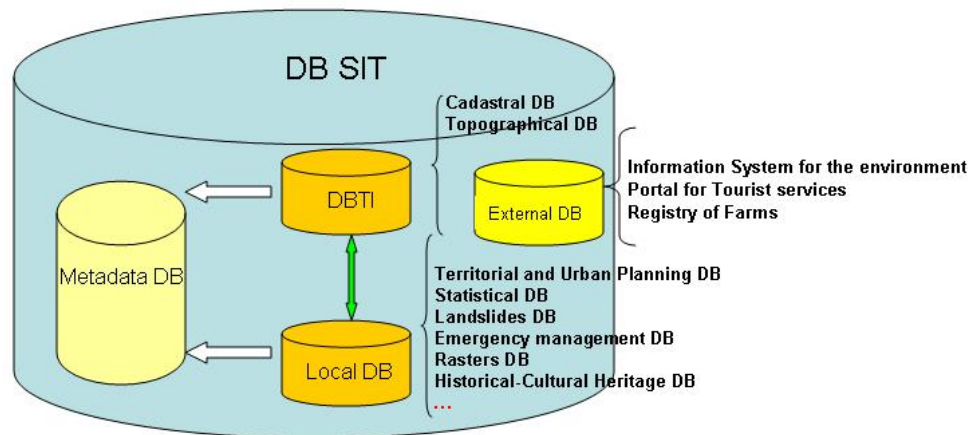 DB SIT
Cadastral DB
Topographical DB
DBTI
External DB
Information System for the environment
Portal for Tourist services
Registry of Farms
Metadata DB
Territorial and Urban Planning DB
Statistical DB
Landslides DB
Emergency management DB
Rasters DB
Historical-Cultural Heritage DB
...
Local DB